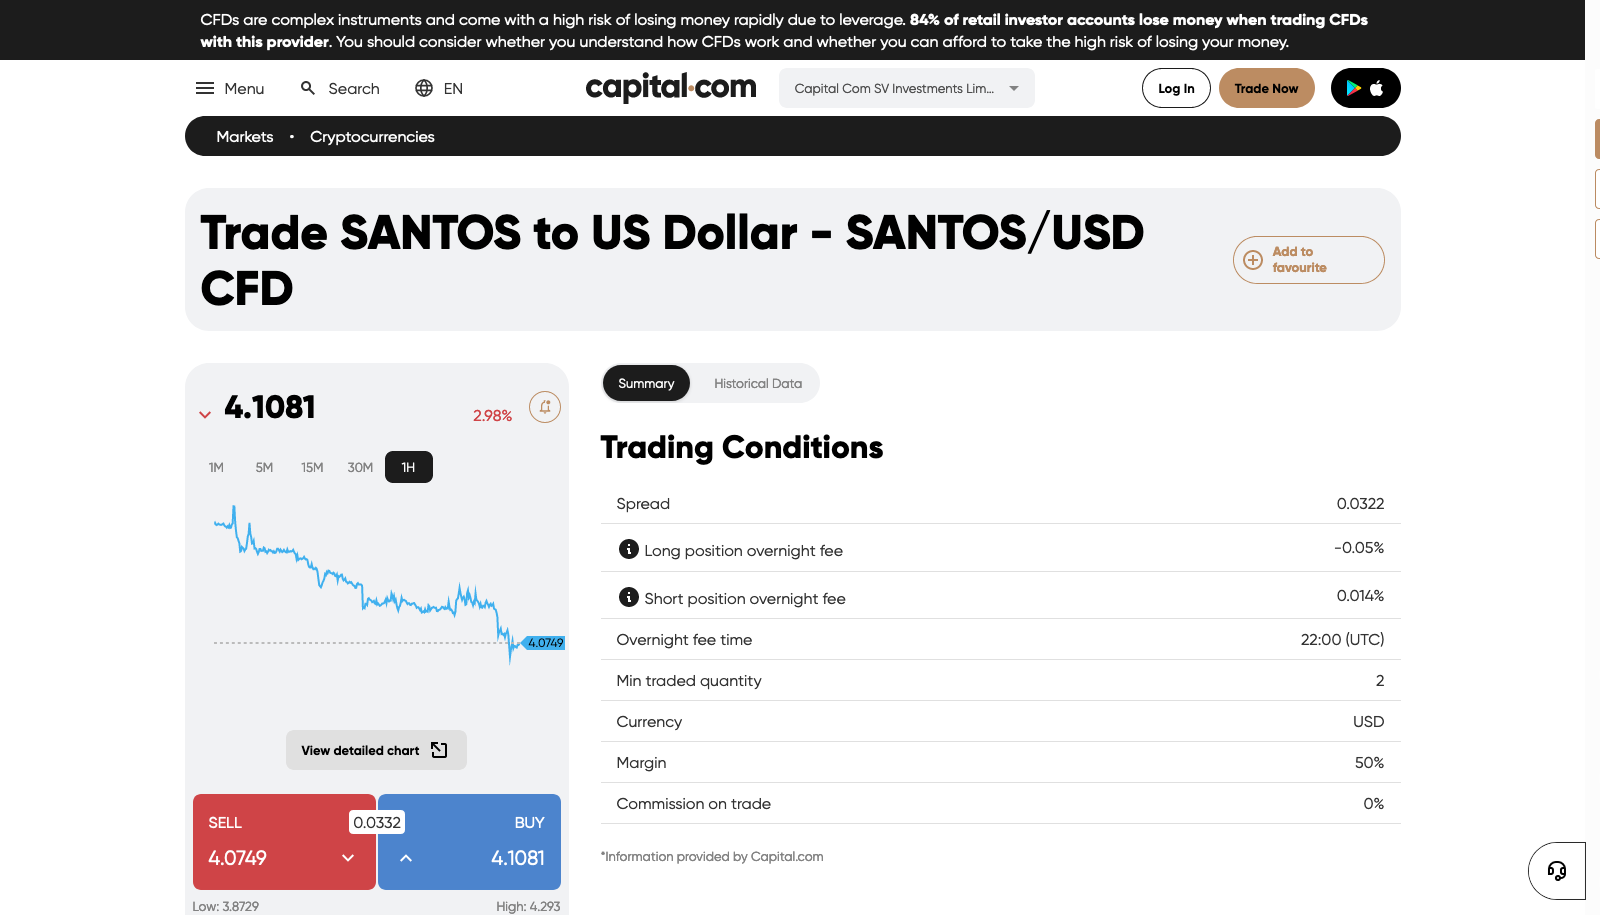 CFDs are complex instruments and come with a high risk of losing money rapidly due to leverage. 84% of retail investor accounts lose money when trading CFDs
with this provider. You should consider whether you understand how CFDs work and whether you can afford to take the high risk of losing your money.
Menu Search EN capital.com Capital Com SV Investments Lim... Log In Trade Now
Markets • Cryptocurrencies
Trade SANTOS to US Dollar - SANTOS/USD
CFD
Add to
favourite
4.1081 2.98%
1M 5M 15M 30M 1H
4.0749
View detailed chart
SELL 0.0332 BUY
4.0749 4.1081
Low: 3.8729 High: 4.293
Summary Historical Data
Trading Conditions
Spread 0.0322
Long position overnight fee -0.05%
Short position overnight fee 0.014%
Overnight fee time 22:00 (UTC)
Min traded quantity 2
Currency USD
Margin 50%
Commission on trade 0%
*Information provided by Capital.com